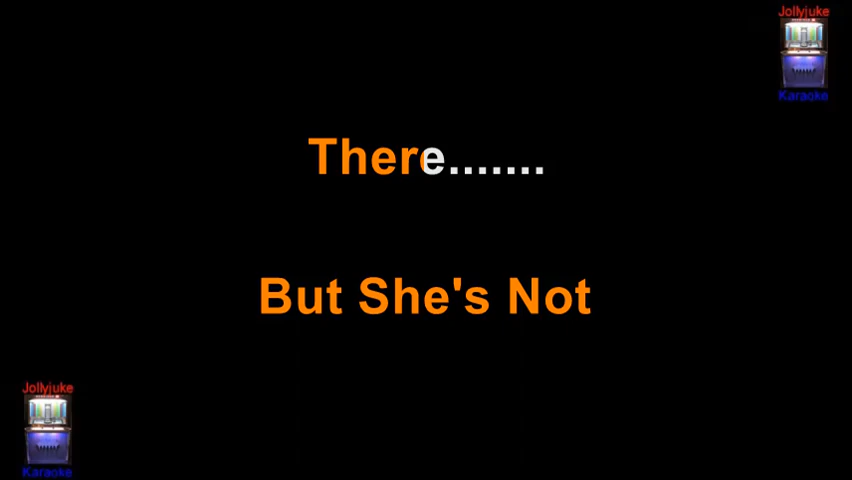 Jollyjuke
Karaoke
There.......
But She's Not
Jollyjuke
Karaoke